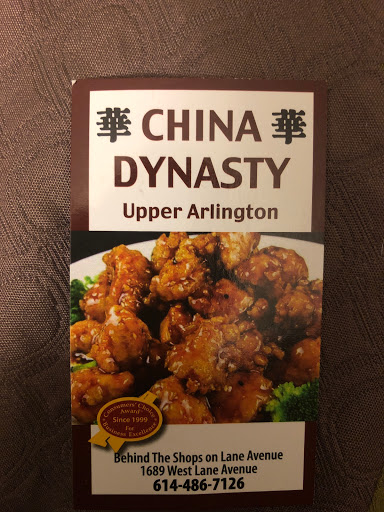 華 CHINA 華
DYNASTY
Upper Arlington
Consumers' Choice
Award
Since 1999
For
Business Excellence
Behind The Shops on Lane Avenue
1689 West Lane Avenue
614-486-7126